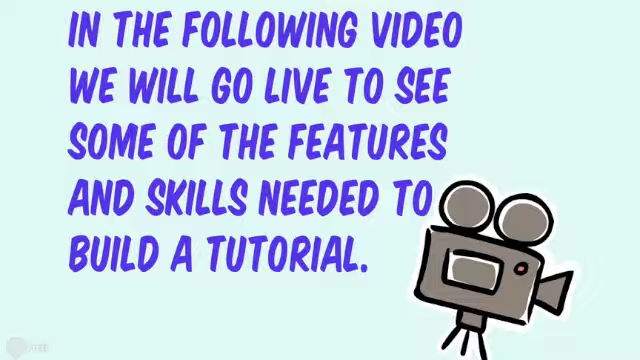 IN THE FOLLOWING VIDEO
WE WILL GO LIVE TO SEE
SOME OF THE FEATURES
AND SKILLS NEEDED TO
BUILD A TUTORIAL.